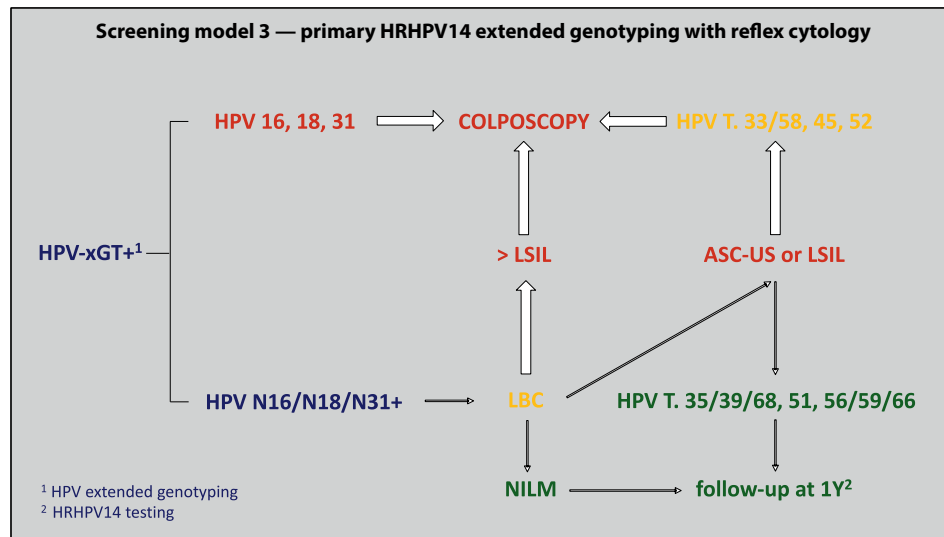 Screening model 3 — primary HRHPV14 extended genotyping with reflex cytology
HPV 16, 18, 31
COLPOSCOPY
HPV T. 33/58, 45, 52
HPV-xGT+¹
> LSIL
ASC-US or LSIL
HPV N16/N18/N31+
LBC
HPV T. 35/39/68, 51, 56/59/66
NILM
follow-up at 1Y²
¹ HPV extended genotyping
² HRHPV14 testing